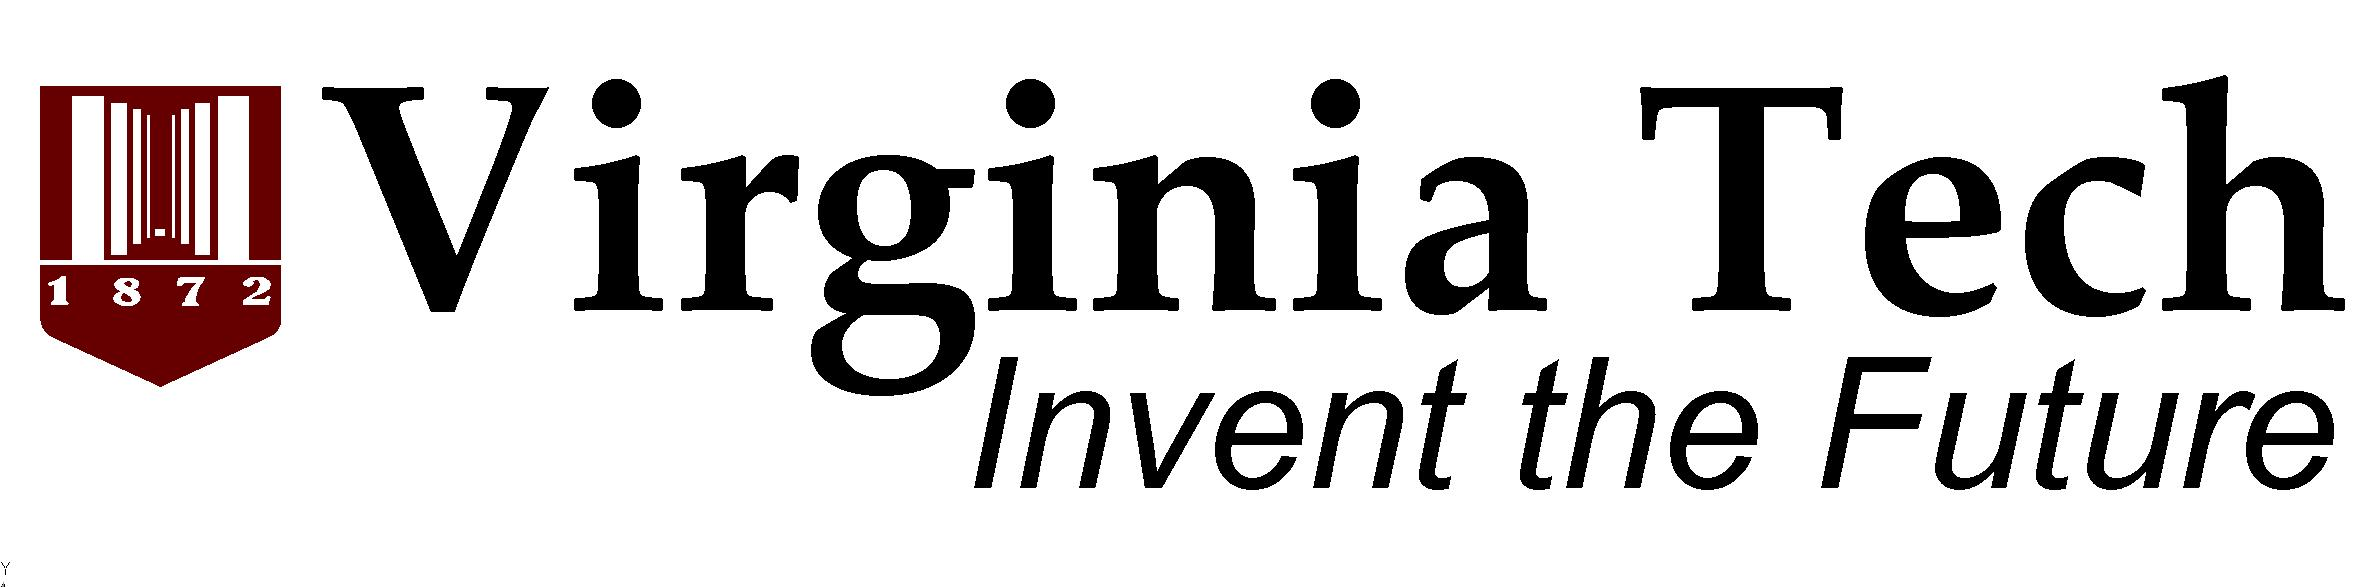 Virginia Tech
1872
Invent the Future
Y